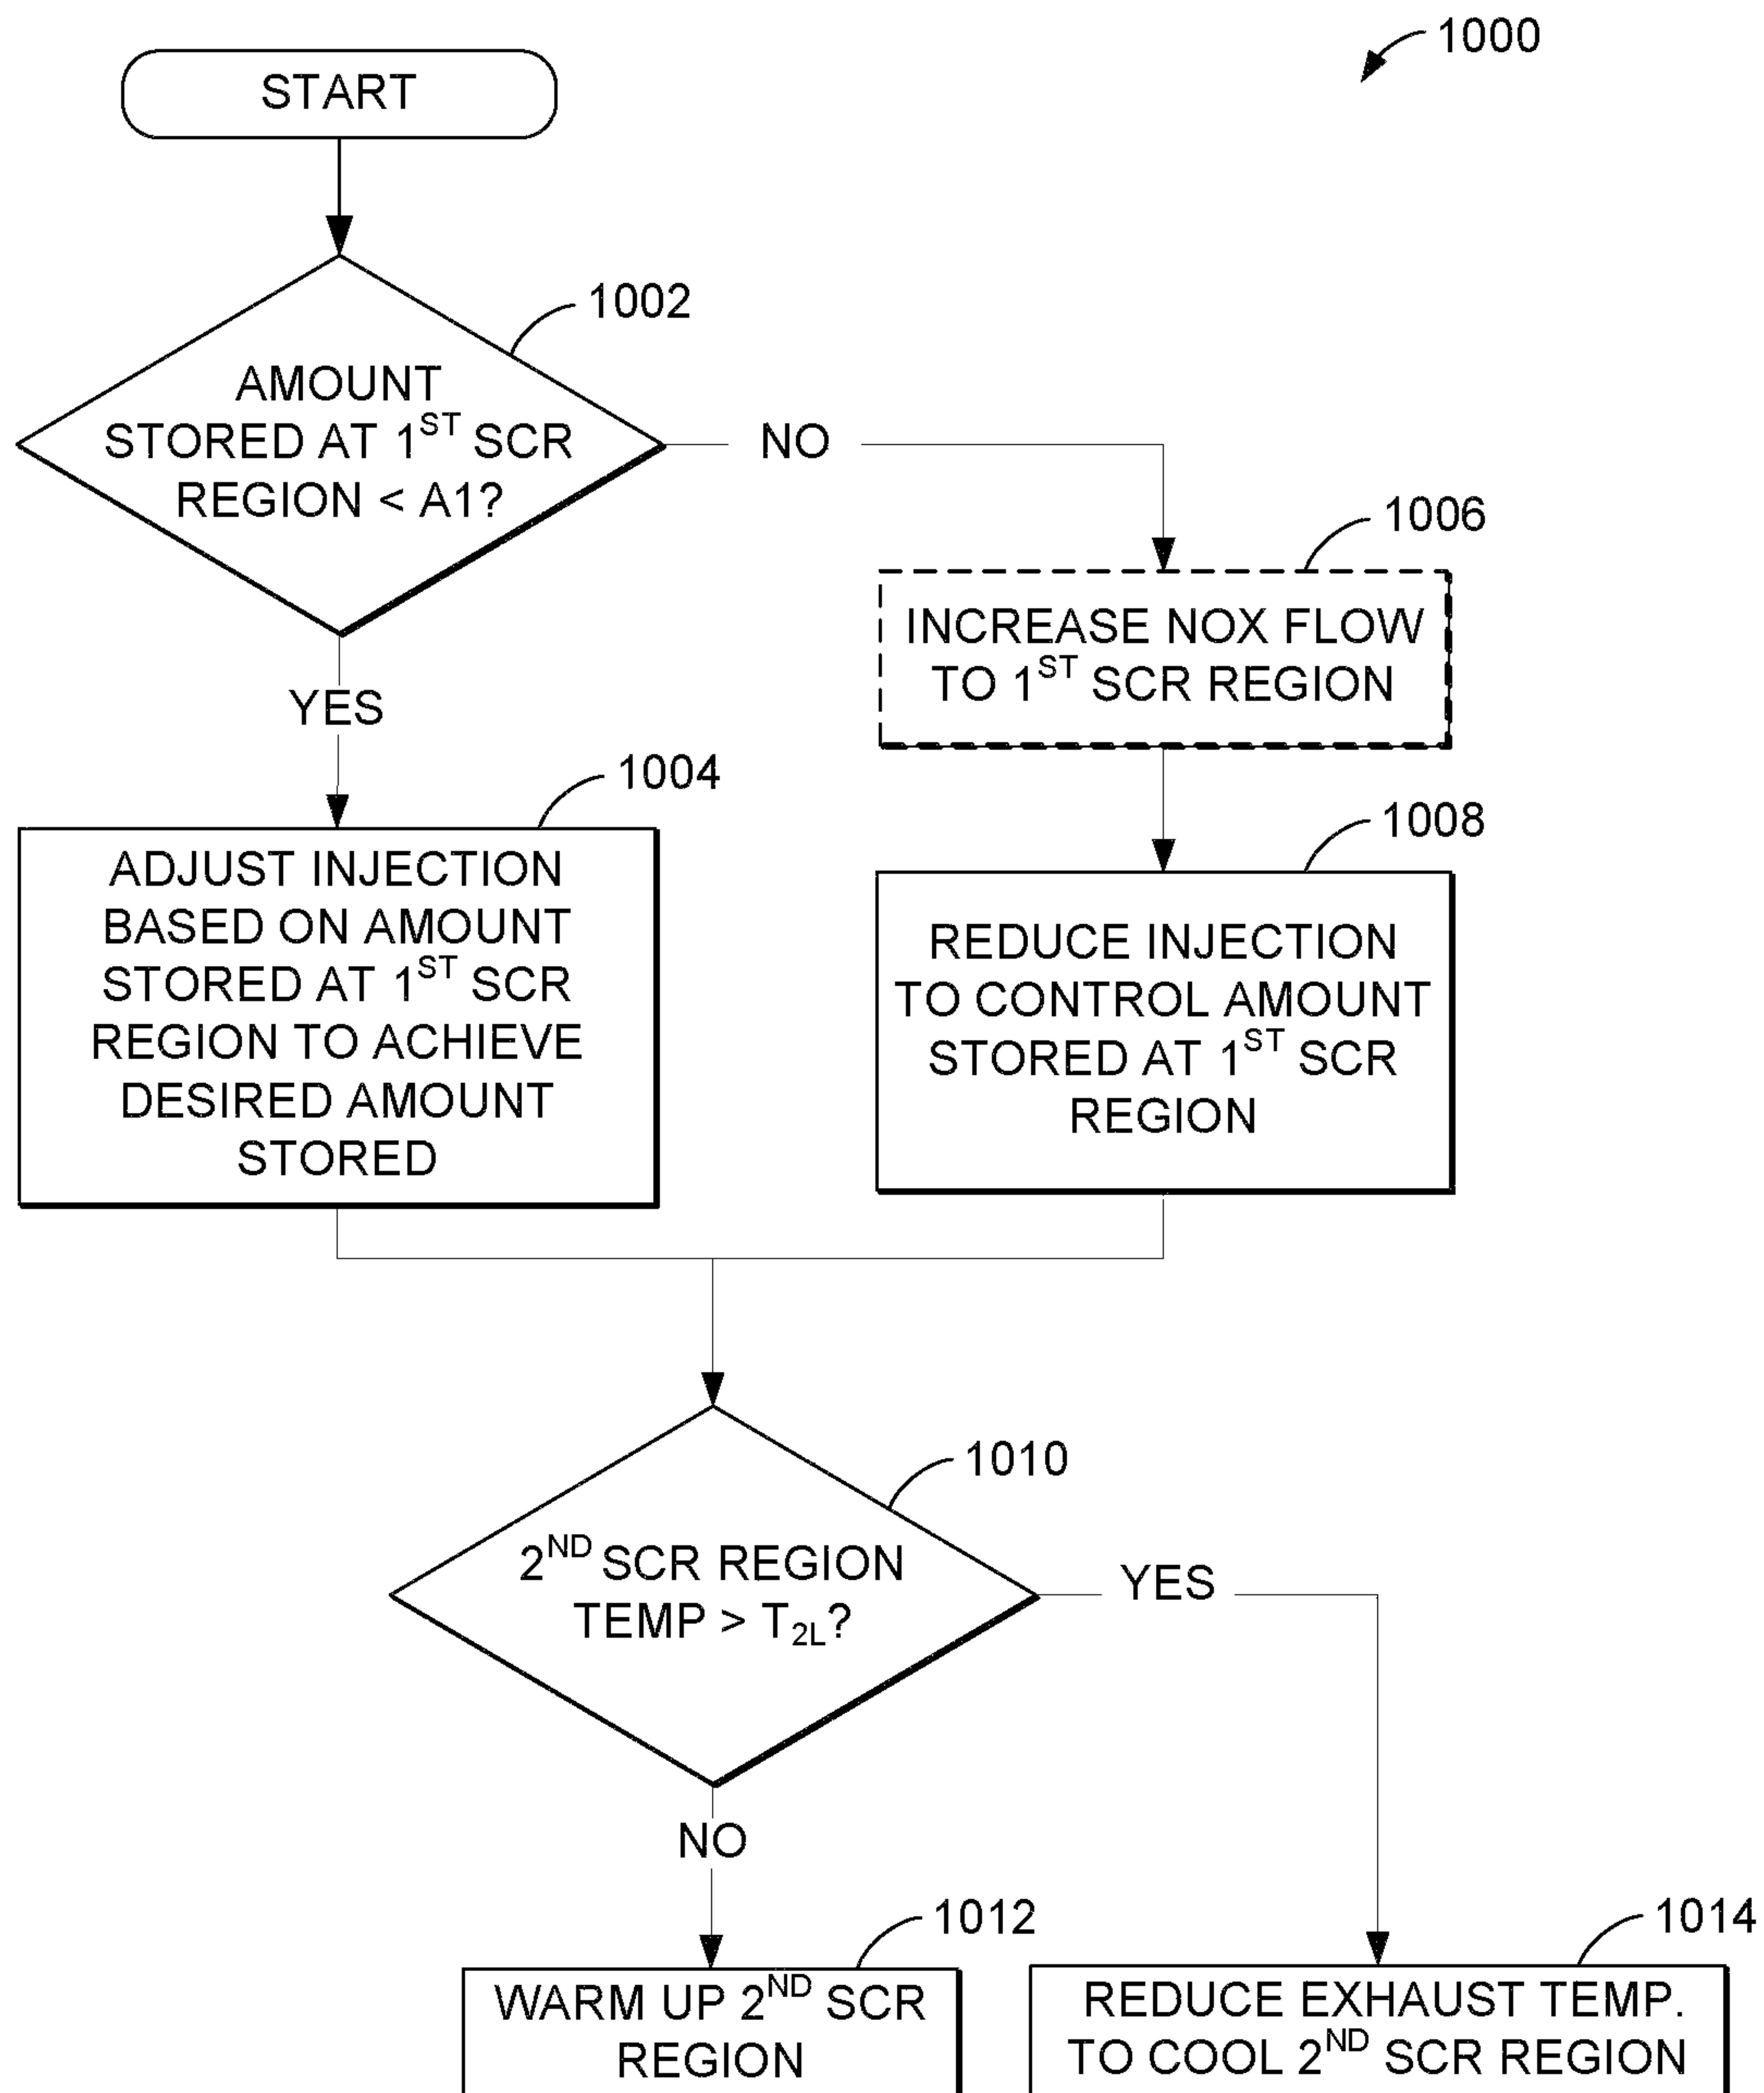 1000
START
1002
AMOUNT
STORED AT 1ST SCR
REGION < A1?
NO
YES
1006
INCREASE NOX FLOW
TO 1ST SCR REGION
1004
ADJUST INJECTION
BASED ON AMOUNT
STORED AT 1ST SCR
REGION TO ACHIEVE
DESIRED AMOUNT
STORED
1008
REDUCE INJECTION
TO CONTROL AMOUNT
STORED AT 1ST SCR
REGION
1010
2ND SCR REGION
TEMP > T2L?
YES
NO
1012
WARM UP 2ND SCR
REGION
1014
REDUCE EXHAUST TEMP.
TO COOL 2ND SCR REGION